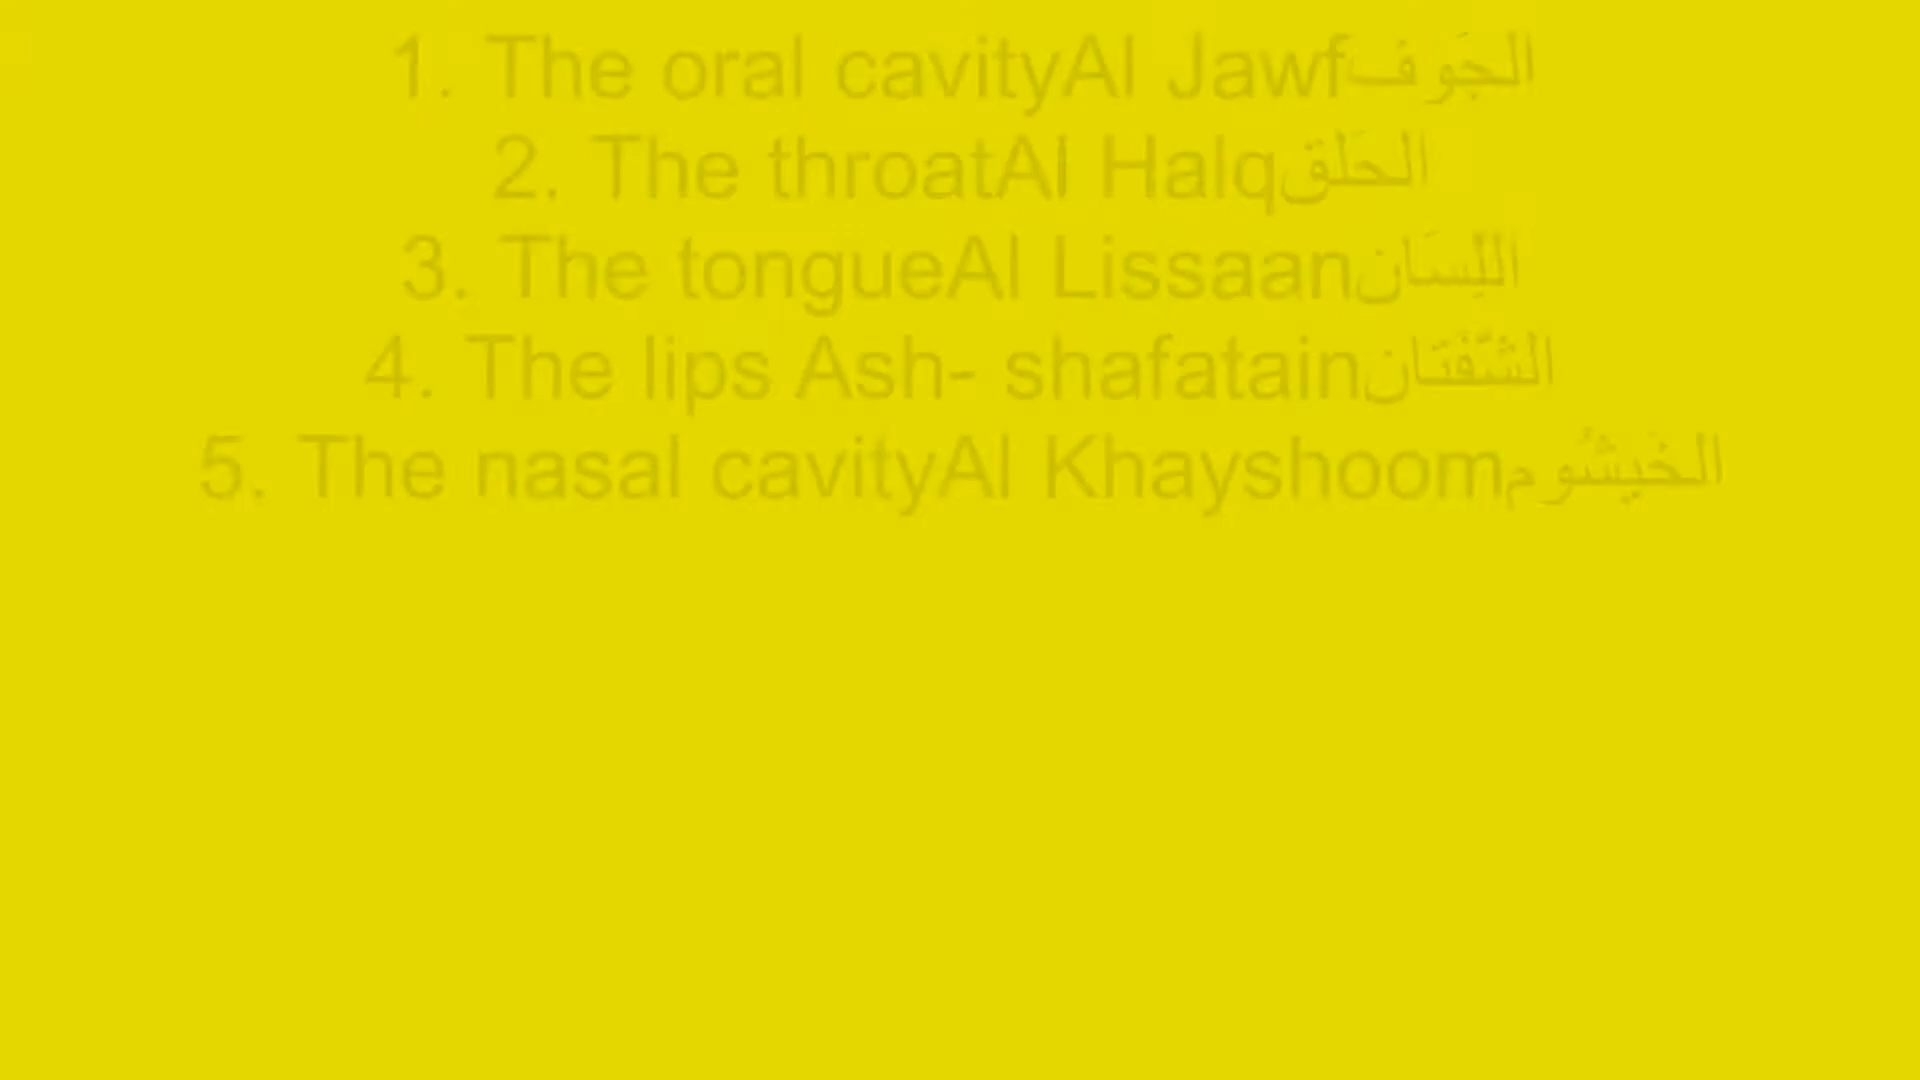 1. The oral cavityAl Jawfالجَوف
2. The throatAl Halqالحَلق
3. The tongueAl Lissaanاللِسَان
4. The lips Ash- shafatainالشَّفَتَان
5. The nasal cavityAl Khayshoomالخَيشُوم